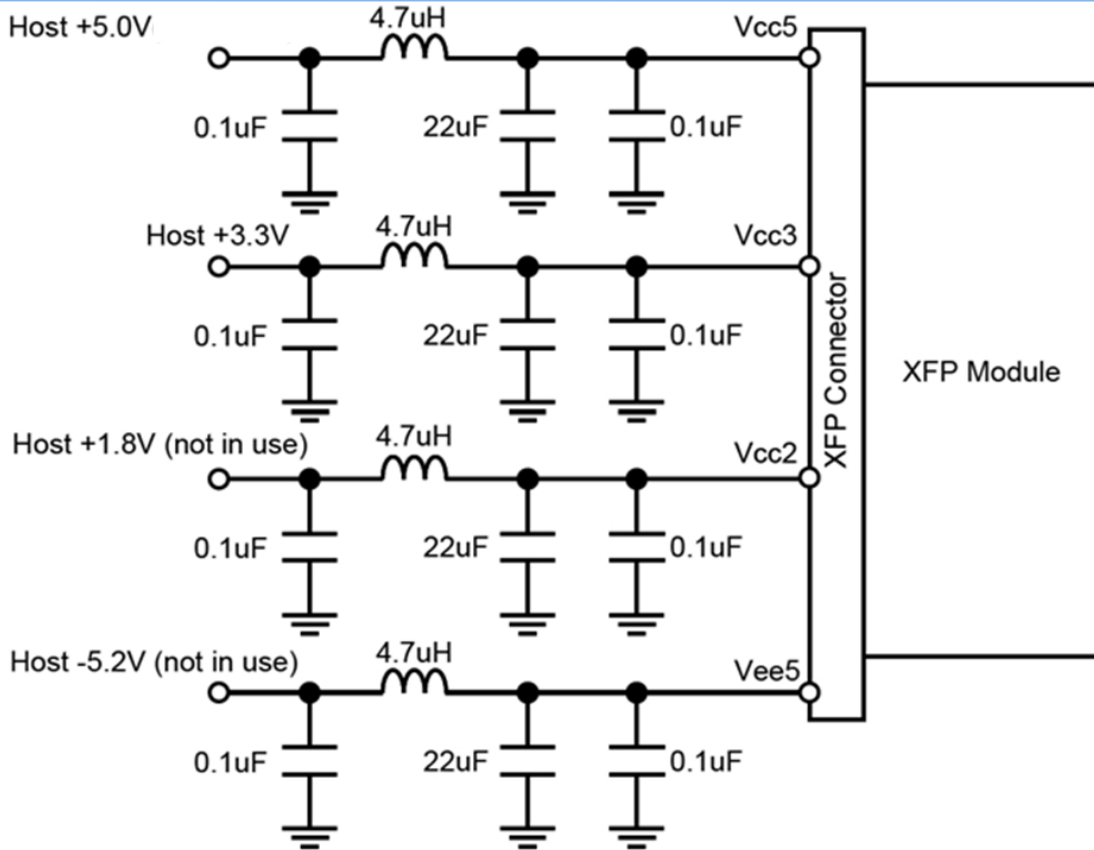 Host +5.0V
4.7uH
Vcc5
0.1uF
22uF
0.1uF
Host +3.3V
4.7uH
Vcc3
0.1uF
22uF
0.1uF
XFP Connector
XFP Module
Host +1.8V (not in use)
4.7uH
Vcc2
0.1uF
22uF
0.1uF
Host -5.2V (not in use)
4.7uH
Vee5
0.1uF
22uF
0.1uF